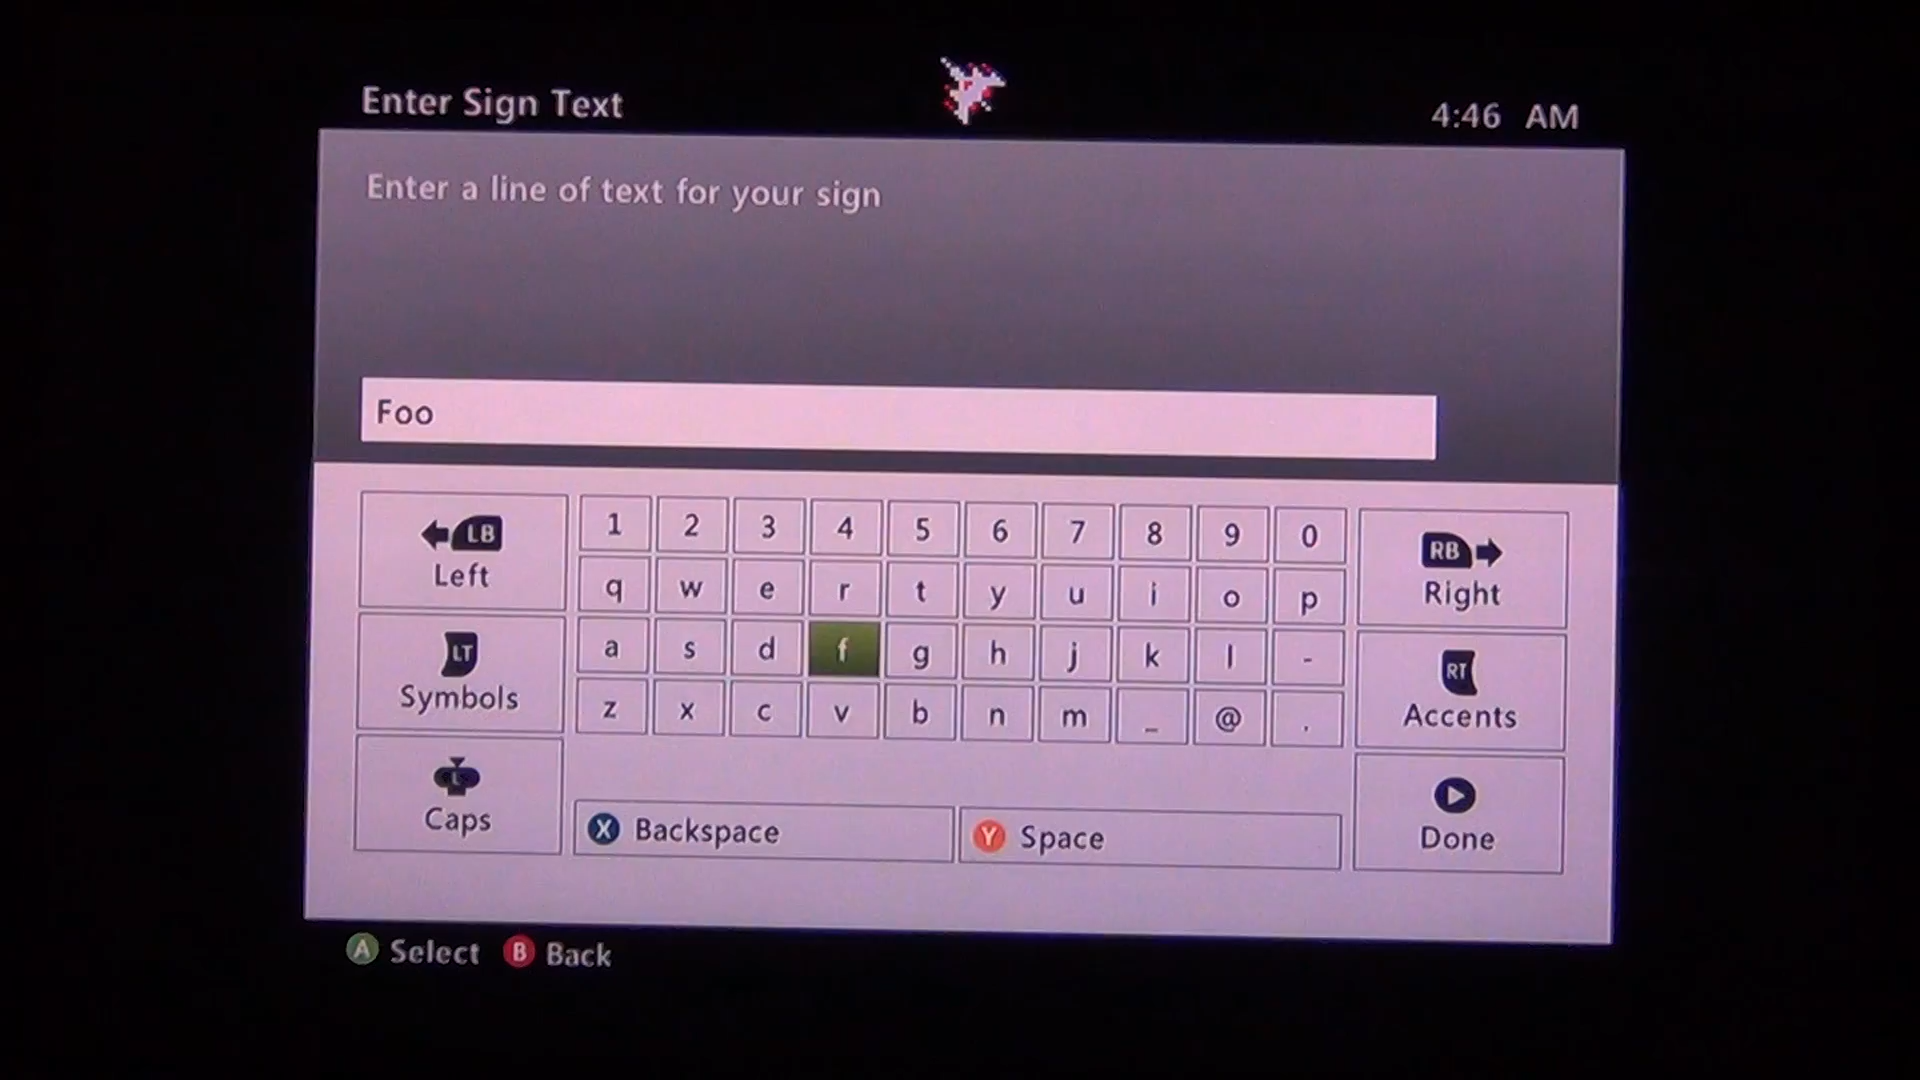 Enter Sign Text
4:46 AM
Enter a line of text for your sign
Foo
LB
Left
1 2 3 4 5 6 7 8 9 0
RB
Right
q w e r t y u i o p
LT
Symbols
a s d f g h j k l -
RT
Accents
z x c v b n m _ @ .
L
Caps
X Backspace
Y Space
Done
A Select B Back